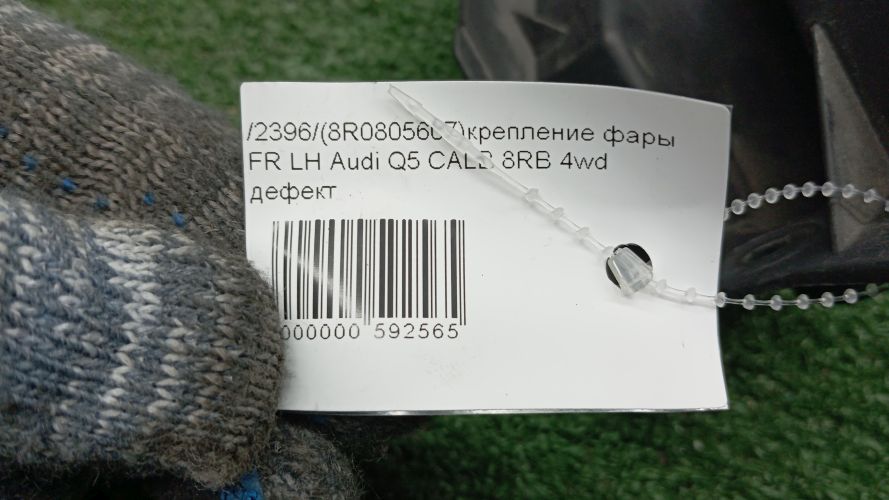 /2396/(8R0805607)крепление фары
FR LH Audi Q5 CALB 8RB 4wd
дефект
000000 592565